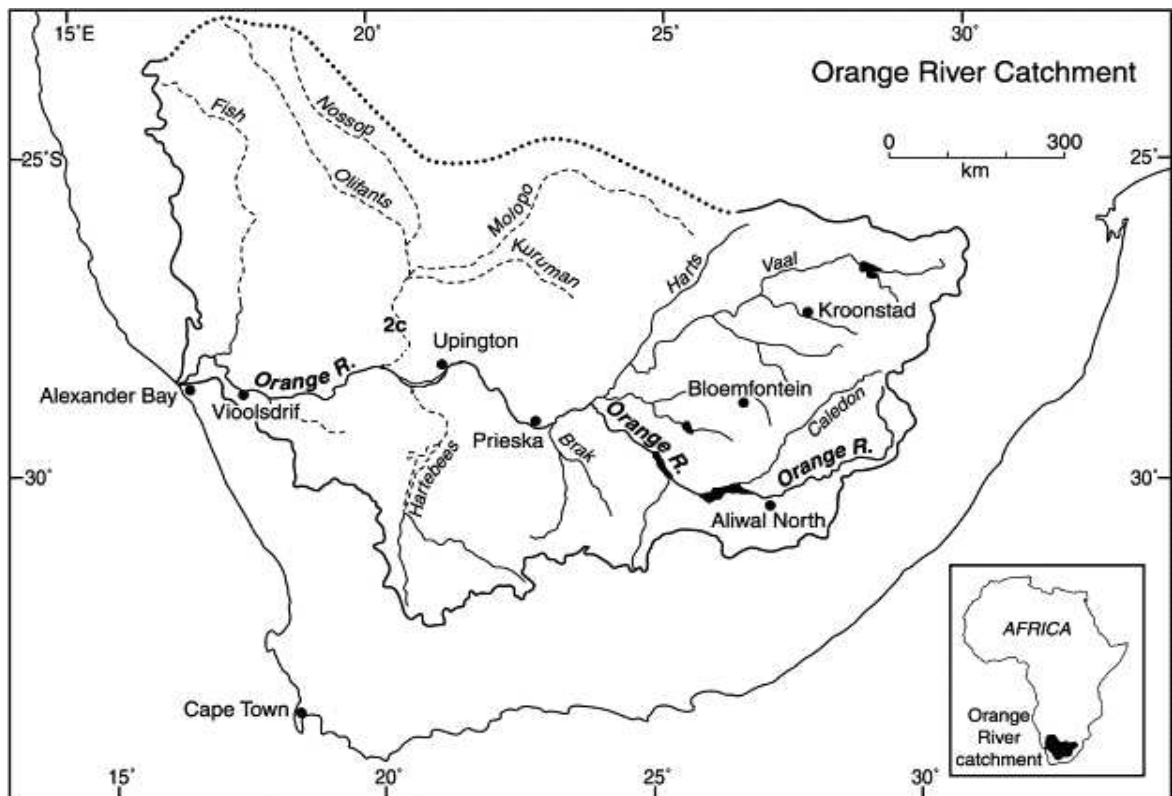 15˚E
20˚
25˚
30˚
Orange River Catchment
0
300
km
25˚S
25˚
Fish
Nossop
Olifants
Molopo
Kuruman
Harts
Vaal
Kroonstad
2c
Upington
Orange R.
Alexander Bay
Vioolsdrif
Bloemfontein
Caledon
Prieska
Orange R.
Brak
Orange R.
Hartebees
30˚
30˚
Aliwal North
AFRICA
Cape Town
Orange
River
catchment
15˚
20˚
25˚
30˚